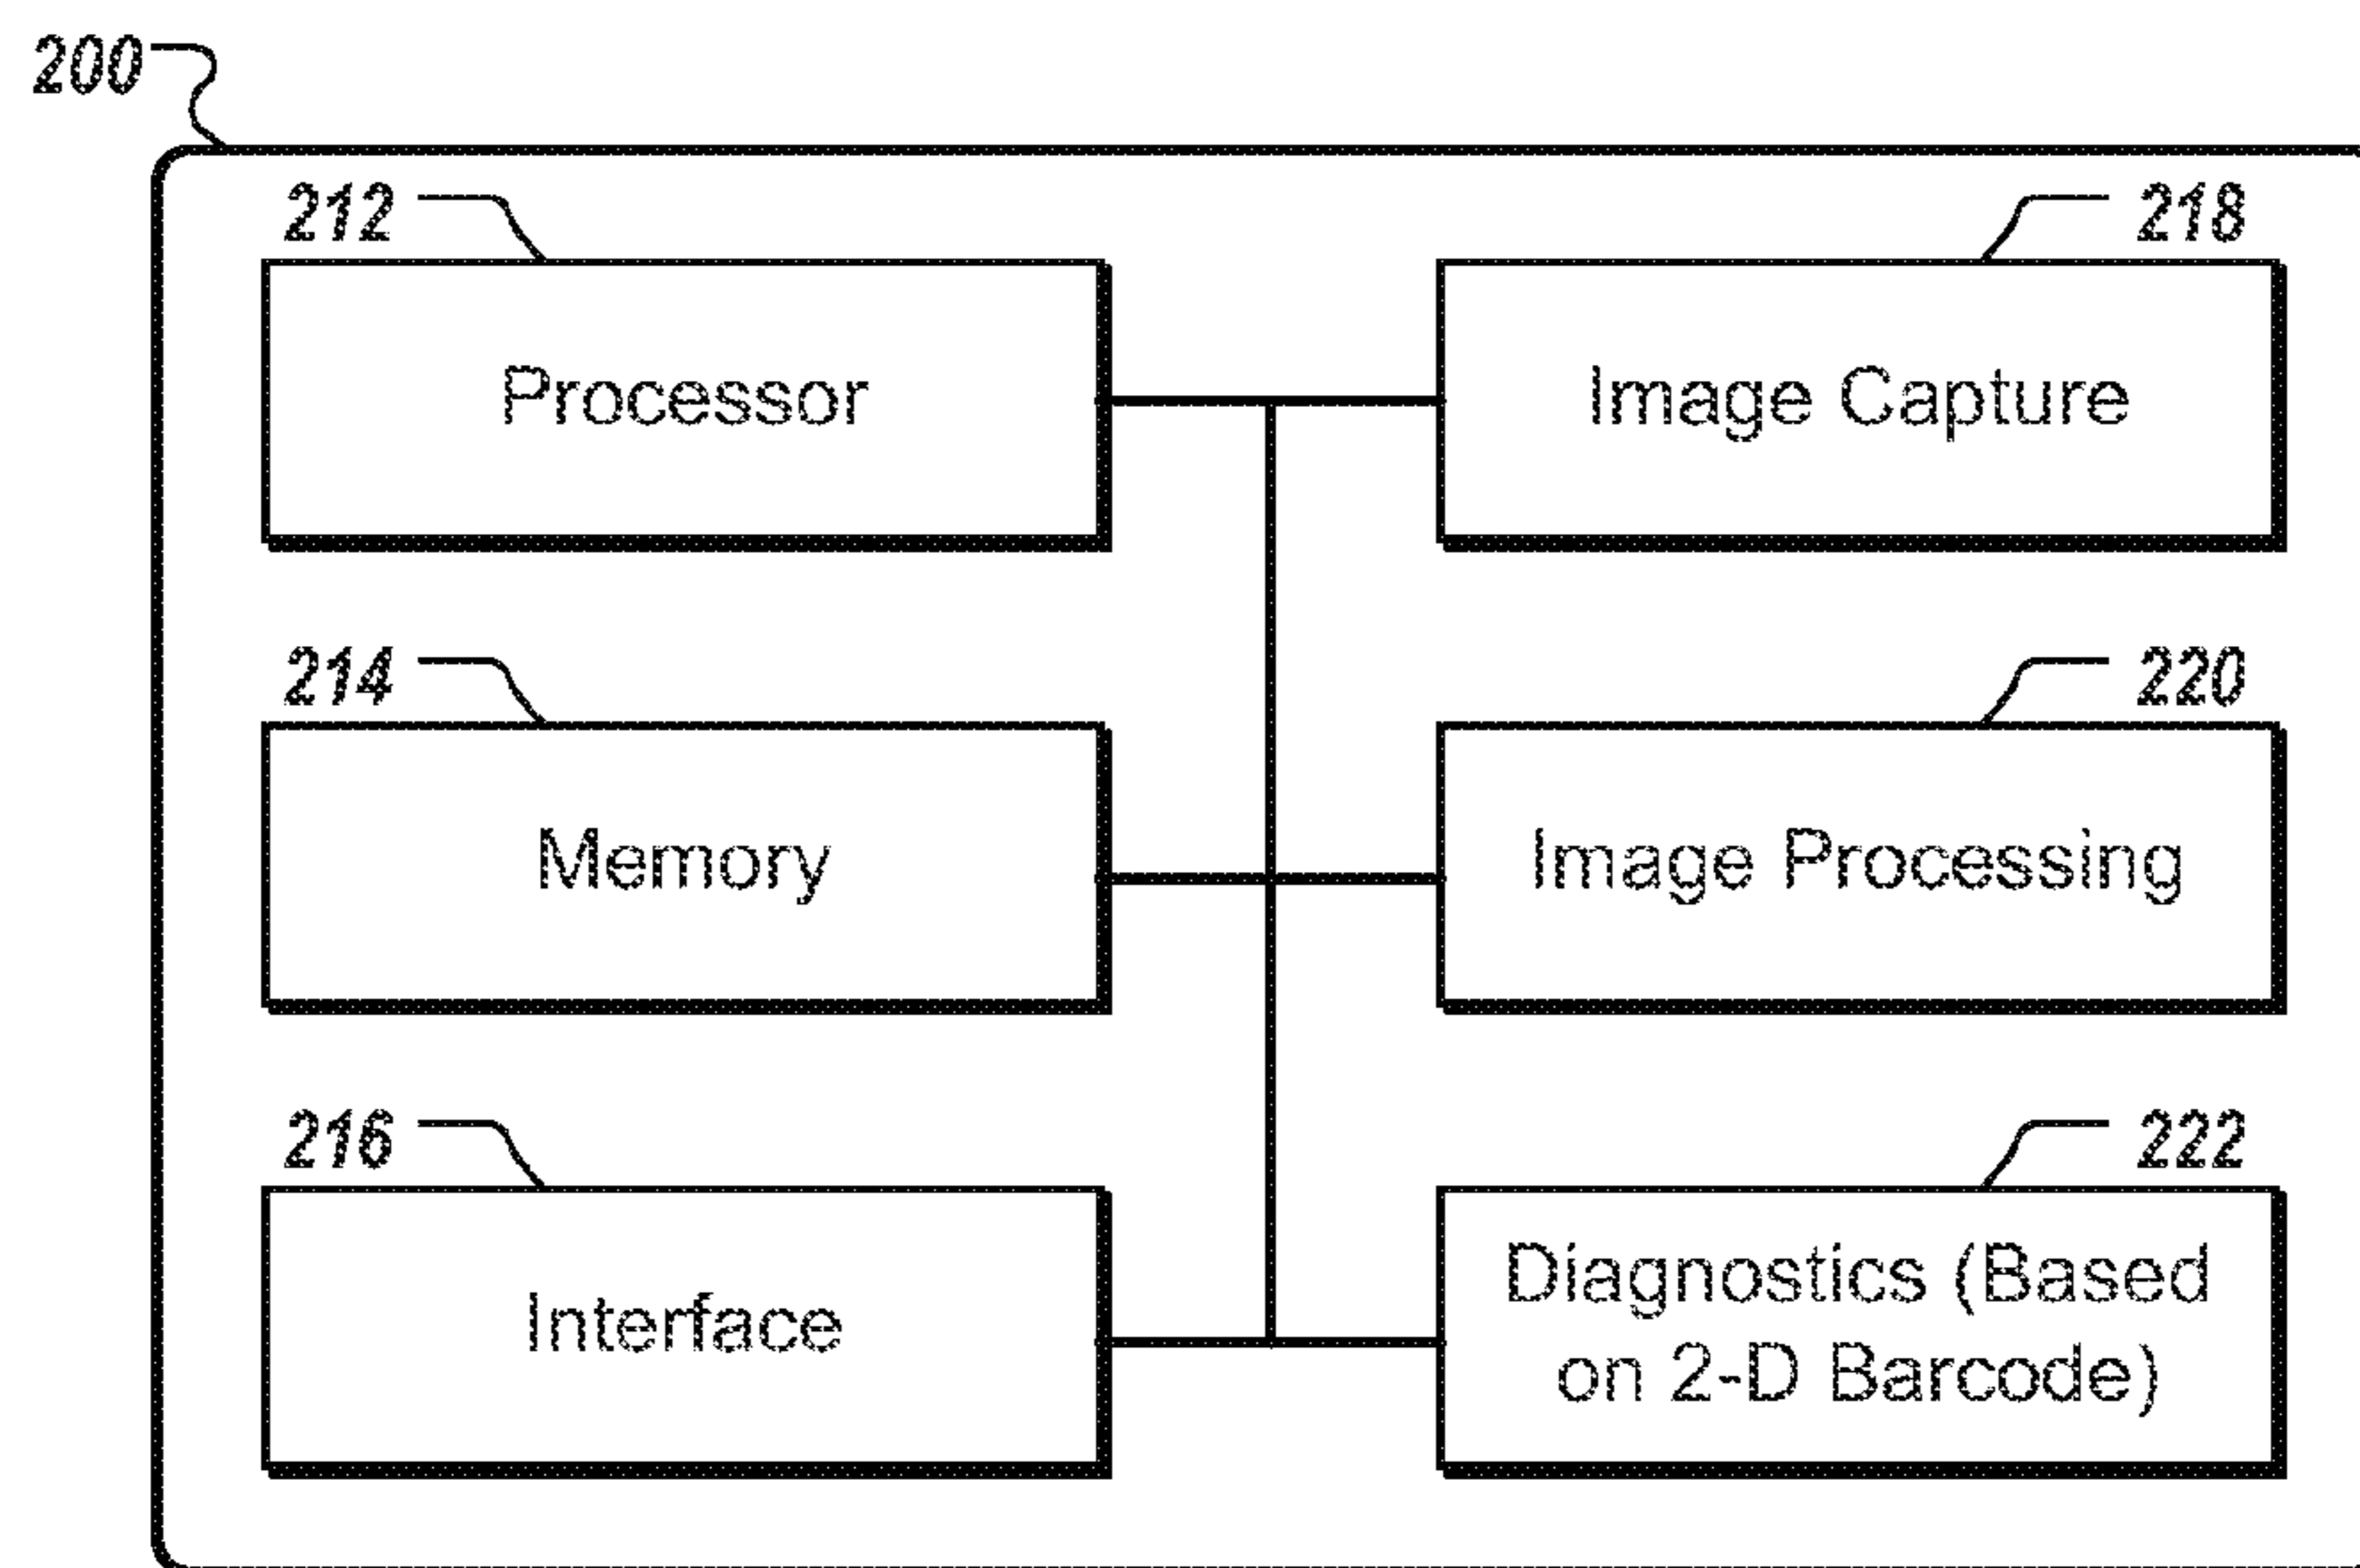 200
212
218
Processor
Image Capture
214
220
Memory
Image Processing
216
222
Interface
Diagnostics (Based
on 2-D Barcode)